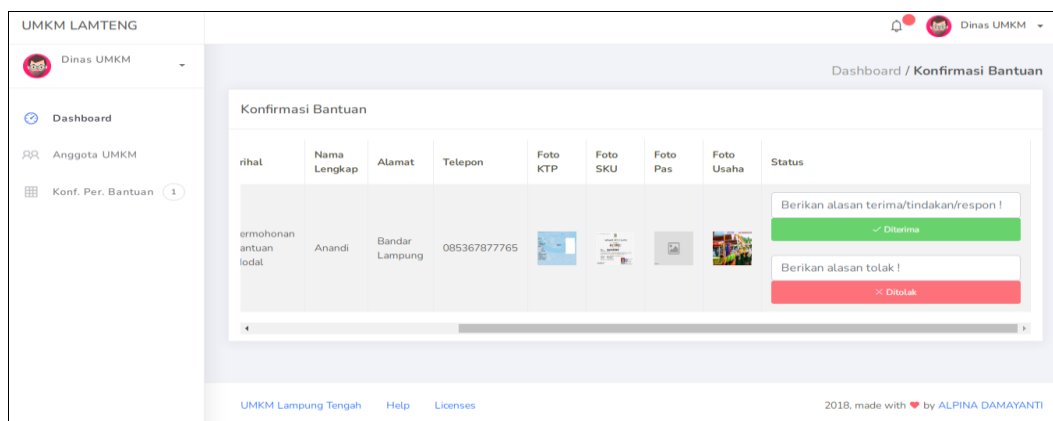 UMKM LAMTENG
Dinas UMKM
Dinas UMKM
Dashboard / Konfirmasi Bantuan
Dashboard
Anggota UMKM
Konf. Per. Bantuan 1
Konfirmasi Bantuan
rihal
Nama
Lengkap
Alamat
Telepon
Foto
KTP
Foto
SKU
Foto
Pas
Foto
Usaha
Status
ermohonan
antuan
lodal
Anandi
Bandar
Lampung
085367877765
Berikan alasan terima/tindakan/respon !
✓ Diterima
Berikan alasan tolak !
× Ditolak
UMKM Lampung Tengah Help Licenses
2018, made with ❤ by ALPINA DAMAYANTI